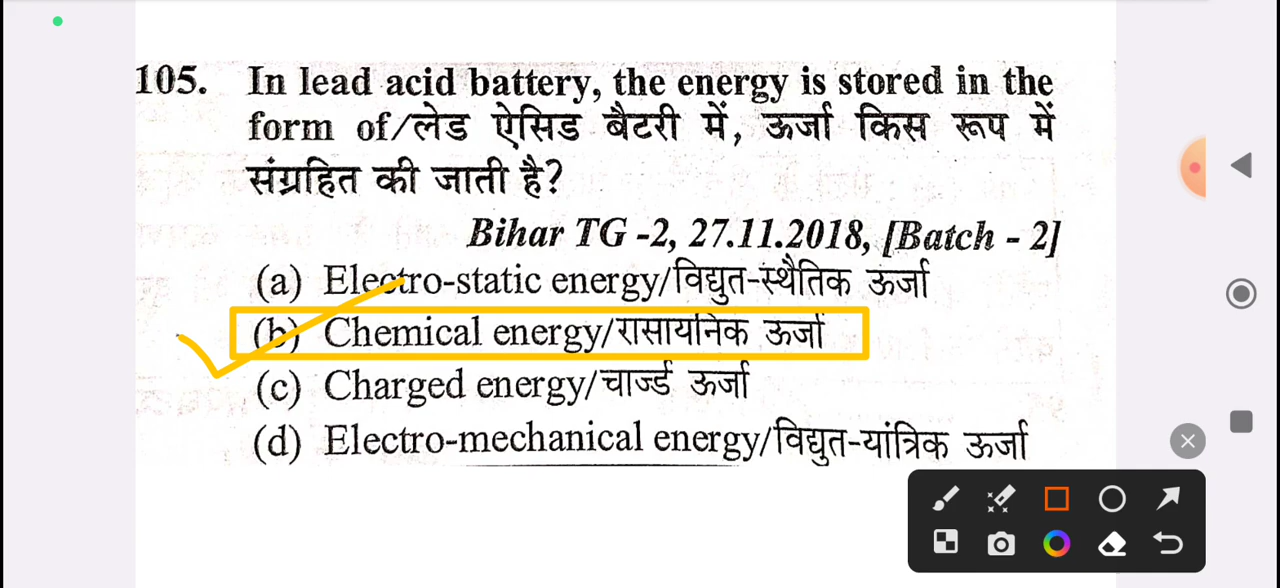 105. In lead acid battery, the energy is stored in the
form of/लेड ऐसिड बैटरी में, ऊर्जा किस रूप में
संग्रहित की जाती है?
Bihar TG -2, 27.11.2018, [Batch - 2]
(a) Electro-static energy/विद्युत-स्थैतिक ऊर्जा
(b) Chemical energy/रासायनिक ऊर्जा
(c) Charged energy/चार्ज्ड ऊर्जा
(d) Electro-mechanical energy/विद्युत-यांत्रिक ऊर्जा